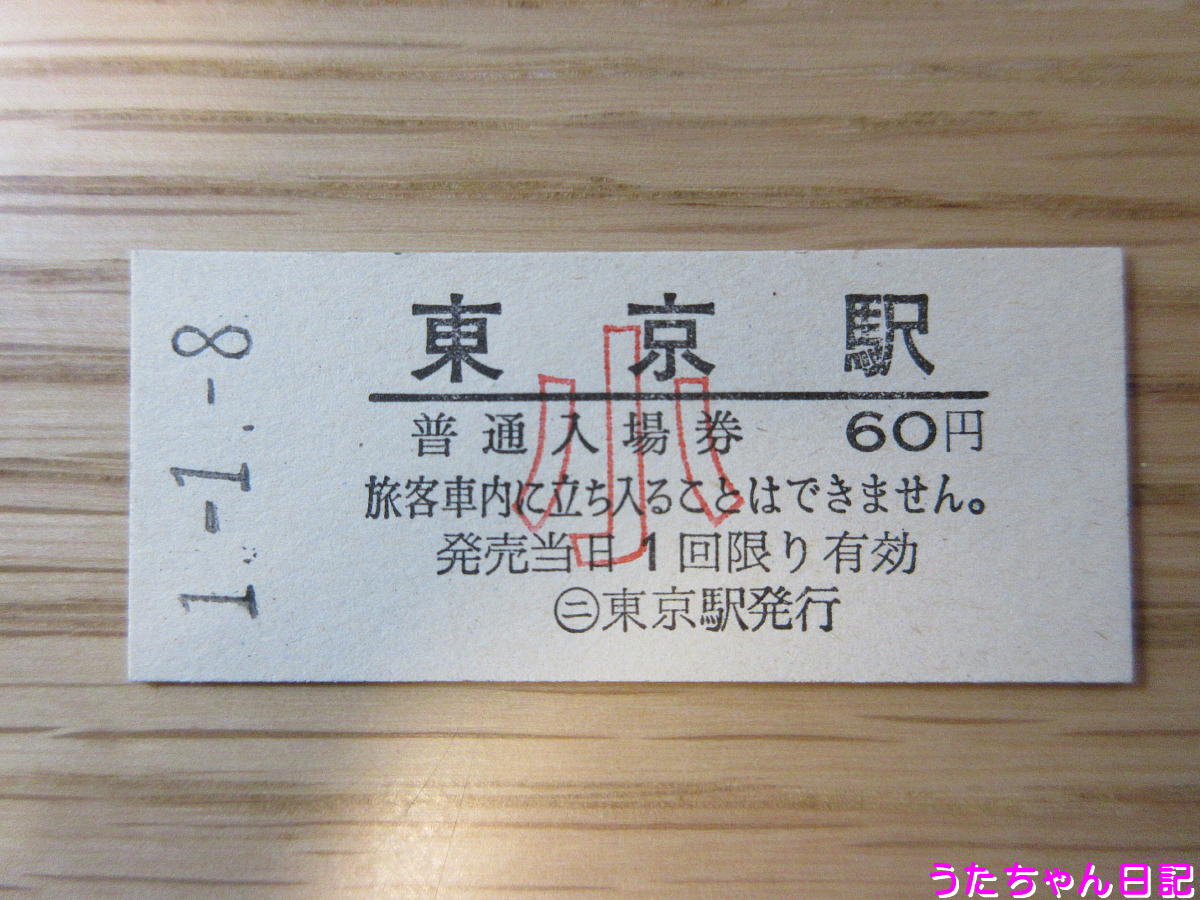 1.-1.-8
東京駅
小
普通入場券 60円
旅客車内に立ち入ることはできません。
発売当日1回限り有効
㊁東京駅発行
うたちゃん日記